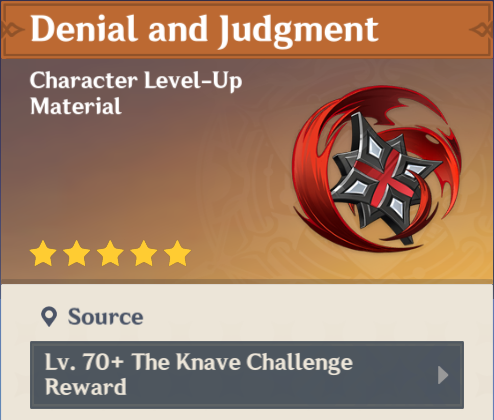 Denial and Judgment
Character Level-Up
Material
Source
Lv. 70+ The Knave Challenge
Reward